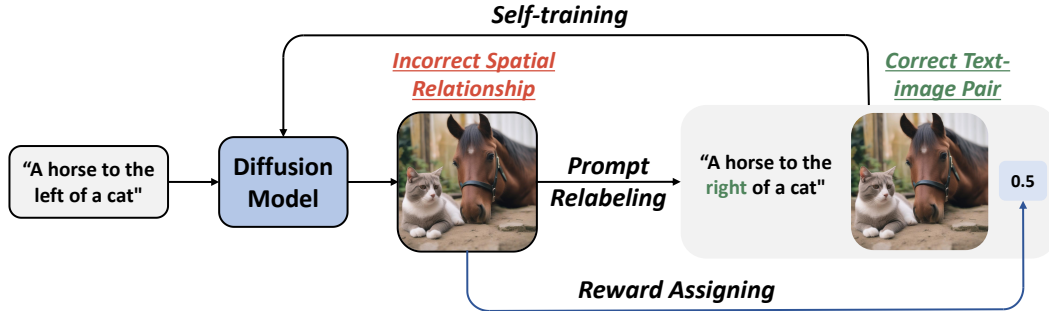 Self-training
Incorrect Spatial
Relationship
Correct Text-
image Pair
“A horse to the
left of a cat"
Diffusion
Model
Prompt
Relabeling
“A horse to the
right of a cat"
0.5
Reward Assigning